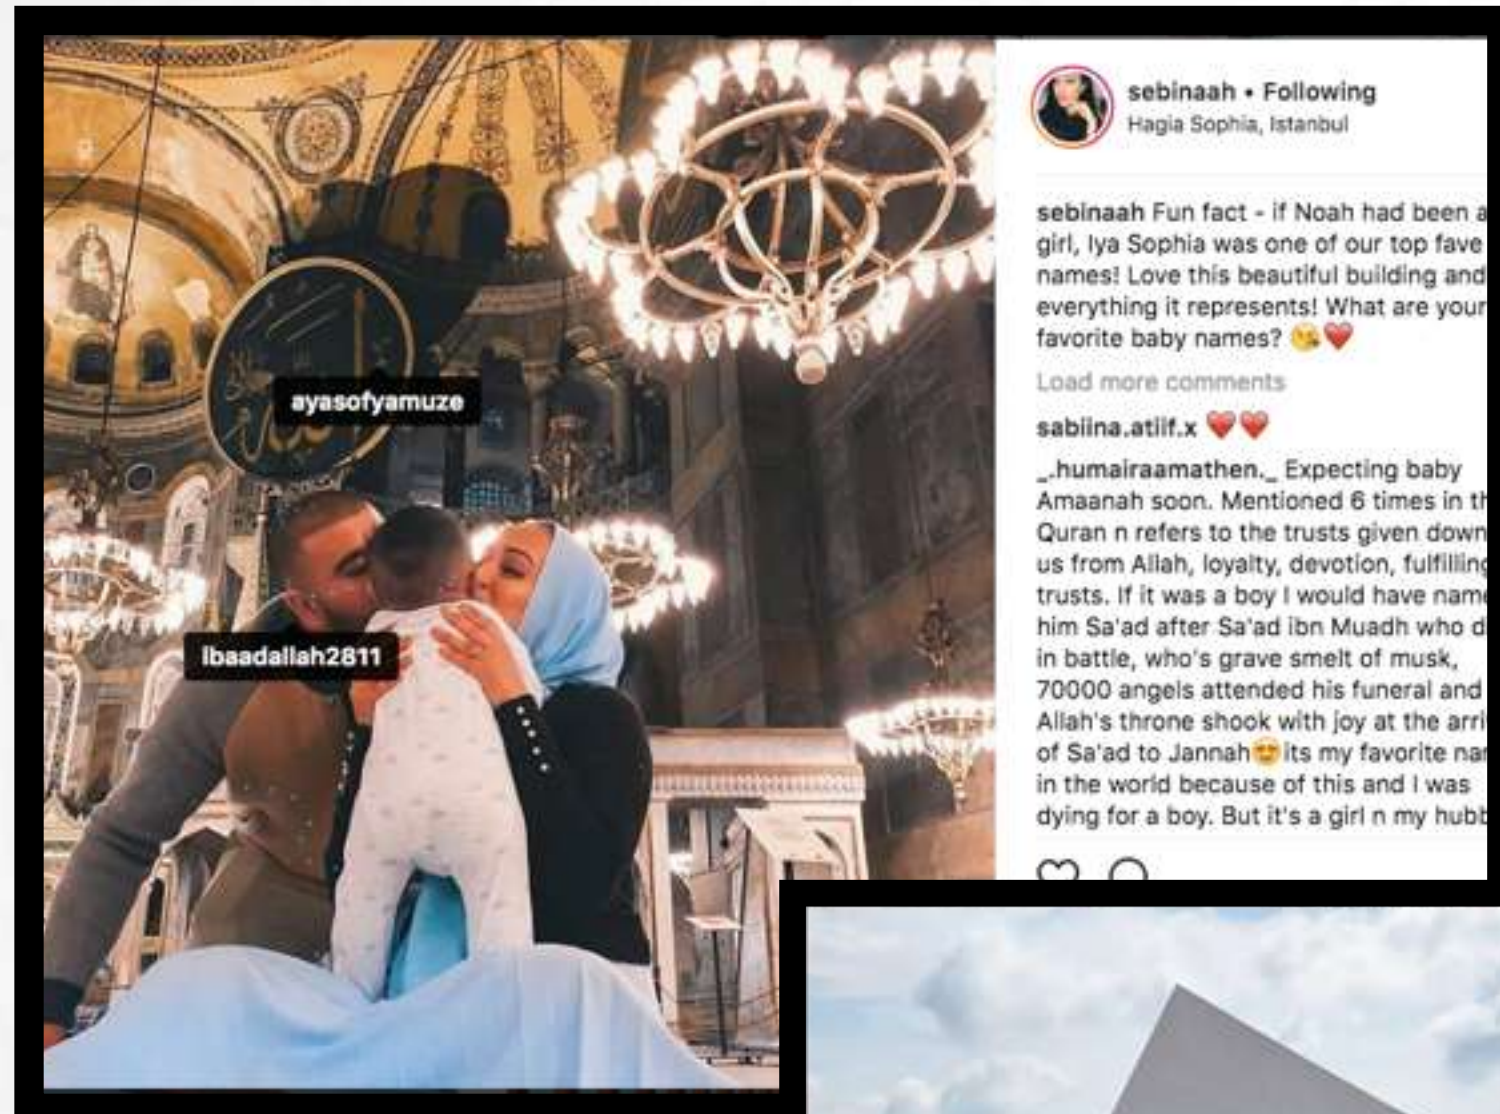 sebinaah • Following
Hagia Sophia, Istanbul
sebinaah Fun fact - if Noah had been a
girl, Iya Sophia was one of our top fave
names! Love this beautiful building and
everything it represents! What are your
favorite baby names? 😘❤️
Load more comments
sabiina.atiif.x ❤️❤️
_.humairaamathen._ Expecting baby
Amaanah soon. Mentioned 6 times in th
Quran n refers to the trusts given down
us from Allah, loyalty, devotion, fulfilling
trusts. If it was a boy I would have name
him Sa'ad after Sa'ad ibn Muadh who d
in battle, who's grave smelt of musk,
70000 angels attended his funeral and
Allah's throne shook with joy at the arri
of Sa'ad to Jannah😍its my favorite nam
in the world because of this and I was
dying for a boy. But it's a girl n my hubb
ayasofyamuze
ibaadallah2811